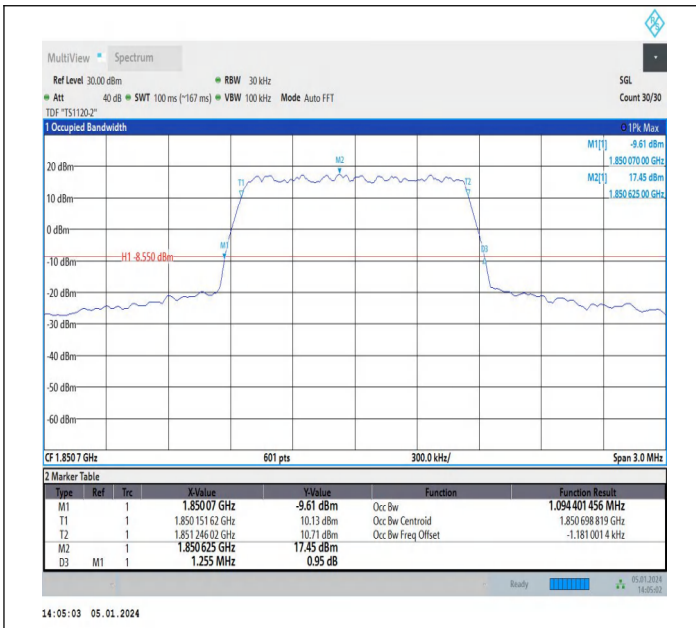 R&S
MultiView Spectrum
Ref Level 30.00 dBm RBW 30 kHz SGL
Att 40 dB SWT 100 ms (~167 ms) VBW 100 kHz Mode Auto FFT Count 30/30
TDF "TS1120-2"
1 Occupied Bandwidth 1Pk Max
M1[1] -9.61 dBm
1.850 070 00 GHz
M2[1] 17.45 dBm
1.850 625 00 GHz
20 dBm
M2
T1
T2
10 dBm
0 dBm
M1
D3
H1 -8.550 dBm
-10 dBm
-20 dBm
-30 dBm
-40 dBm
-50 dBm
-60 dBm
CF 1.850 7 GHz 601 pts 300.0 kHz/ Span 3.0 MHz
2 Marker Table
Type Ref Trc X-Value Y-Value Function Function Result
M1 1 1.85007 GHz -9.61 dBm Occ Bw 1.094 401 456 MHz
T1 1 1.850 151 62 GHz 10.13 dBm Occ Bw Centroid 1.850 698 819 GHz
T2 1 1.851 246 02 GHz 10.71 dBm Occ Bw Freq Offset -1.181 001 4 kHz
M2 1 1.850625 GHz 17.45 dBm
D3 M1 1 1.255 MHz 0.95 dB
Ready 05.01.2024
14:05:02
14:05:03 05.01.2024